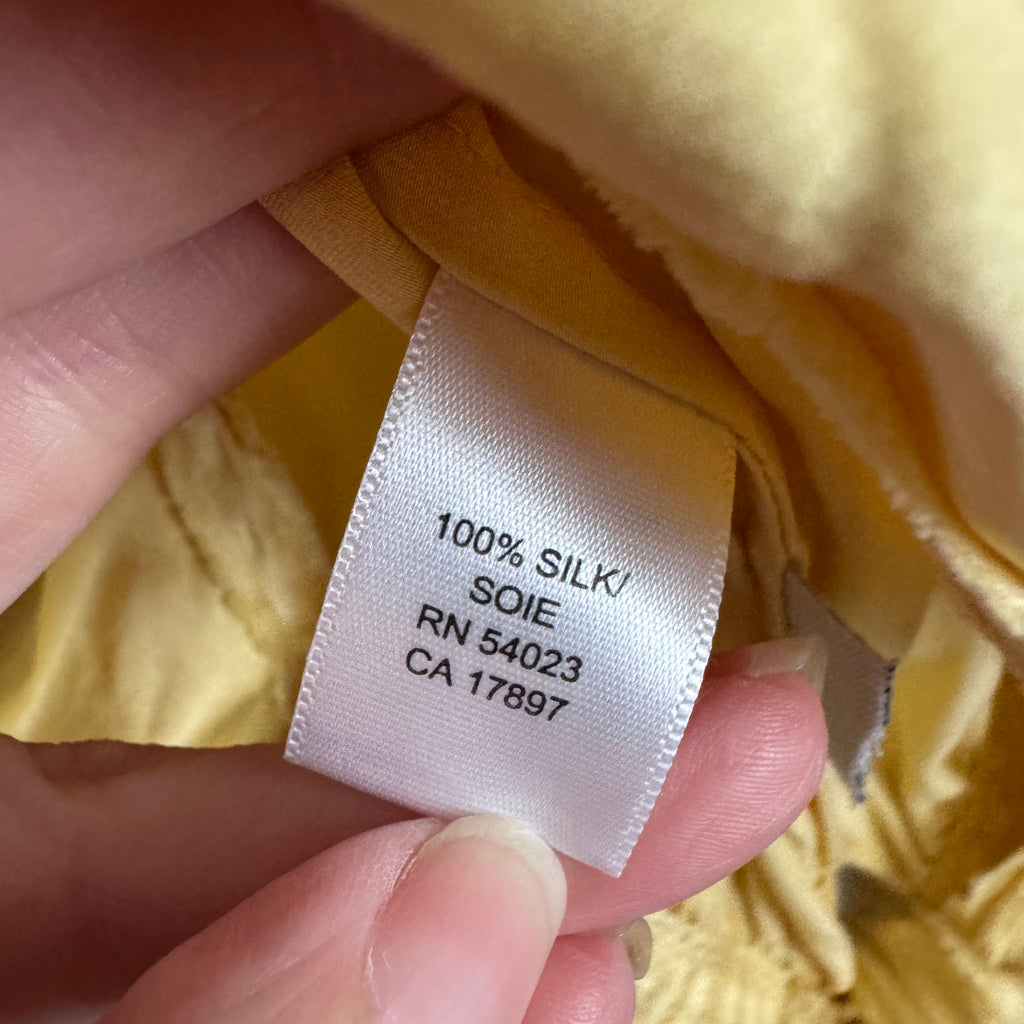 100% SILK/
SOIE
RN 54023
CA 17897